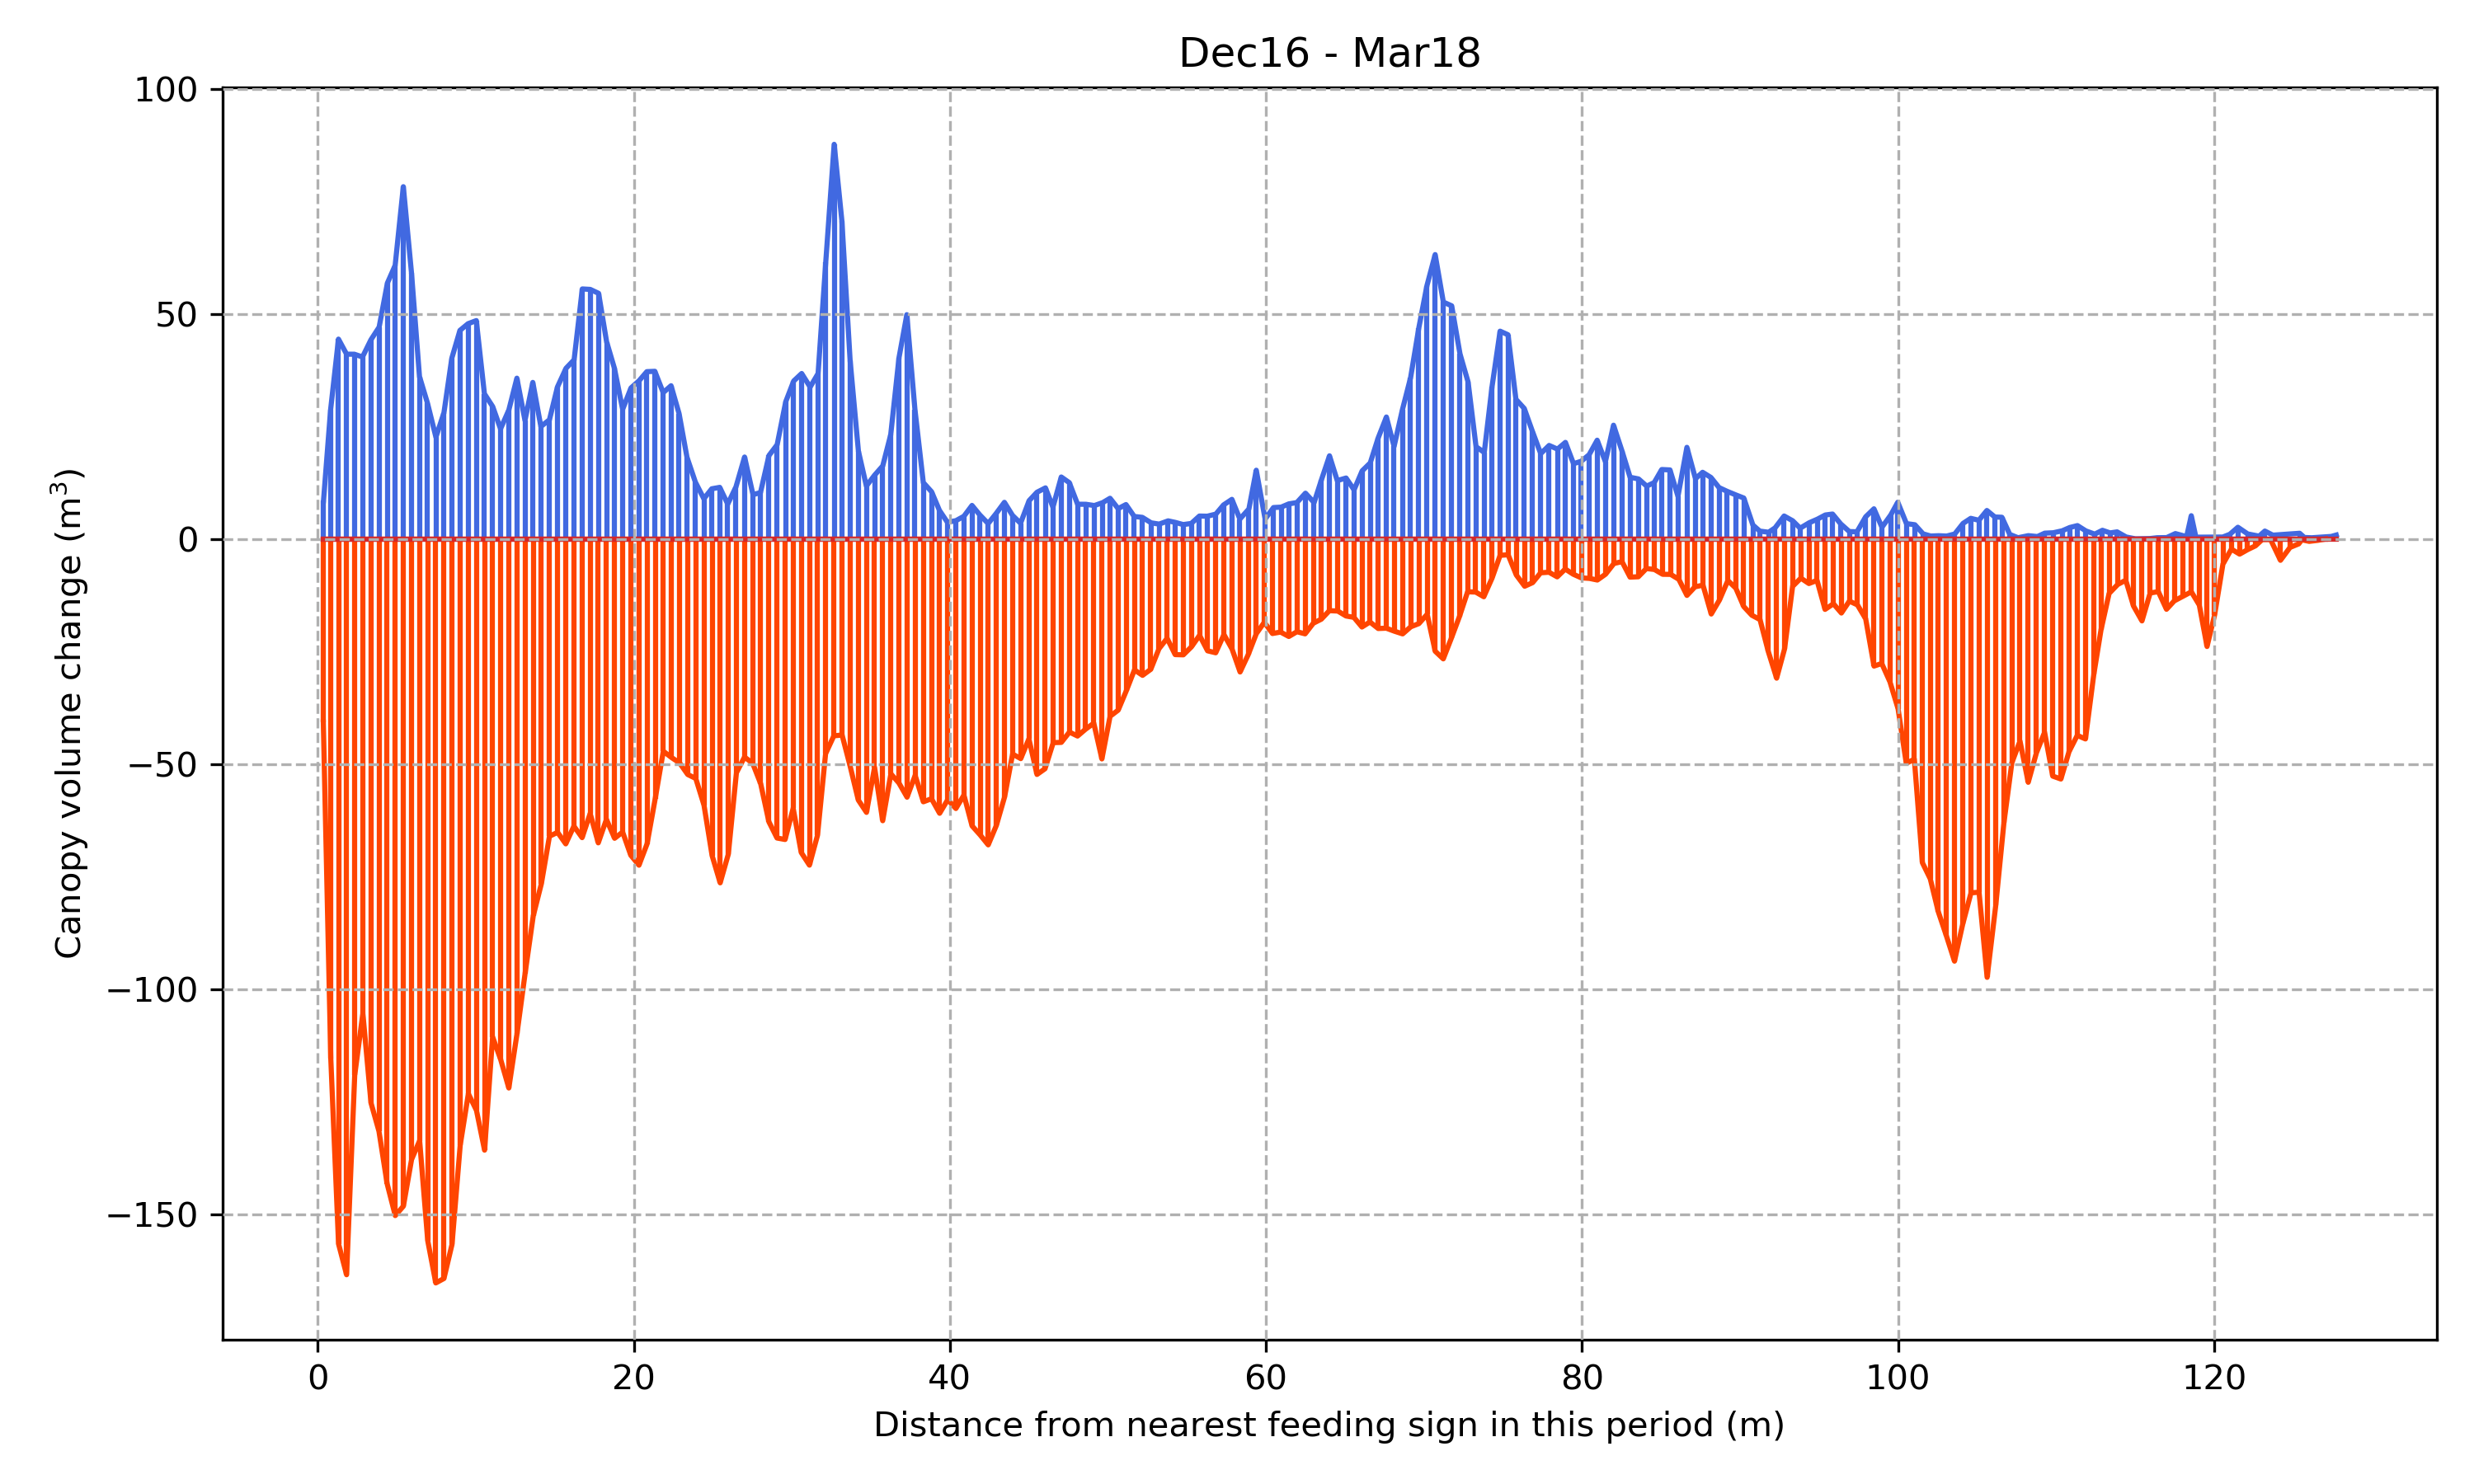 Dec16 - Mar18
100
50
0
−50
−100
−150
Canopy volume change (m³)
0 20 40 60 80 100 120
Distance from nearest feeding sign in this period (m)